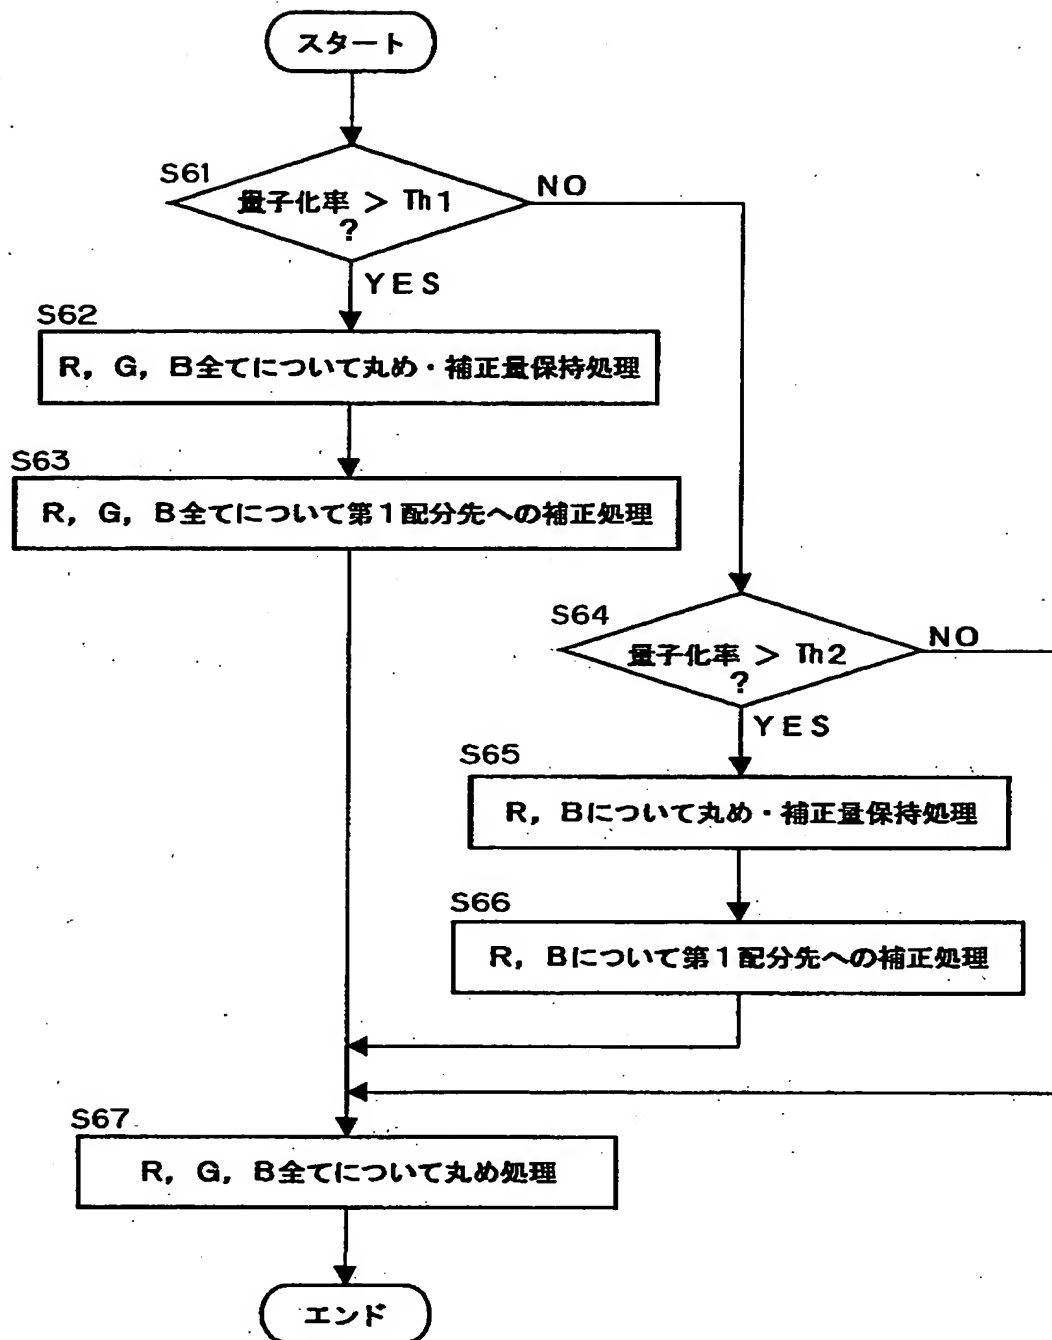 スタート
S61
量子化率 > Th1
?
NO
YES
S62
R, G, B全てについて丸め・補正量保持処理
S63
R, G, B全てについて第1配分先への補正処理
S64
量子化率 > Th2
?
NO
YES
S65
R, Bについて丸め・補正量保持処理
S66
R, Bについて第1配分先への補正処理
S67
R, G, B全てについて丸め処理
エンド